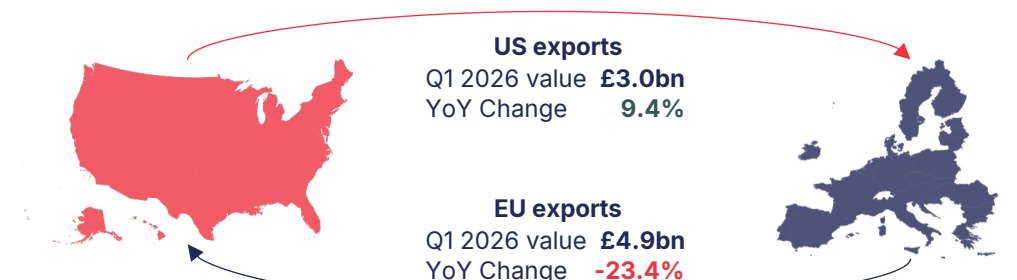 US exports
Q1 2026 value £3.0bn
YoY Change 9.4%
EU exports
Q1 2026 value £4.9bn
YoY Change -23.4%